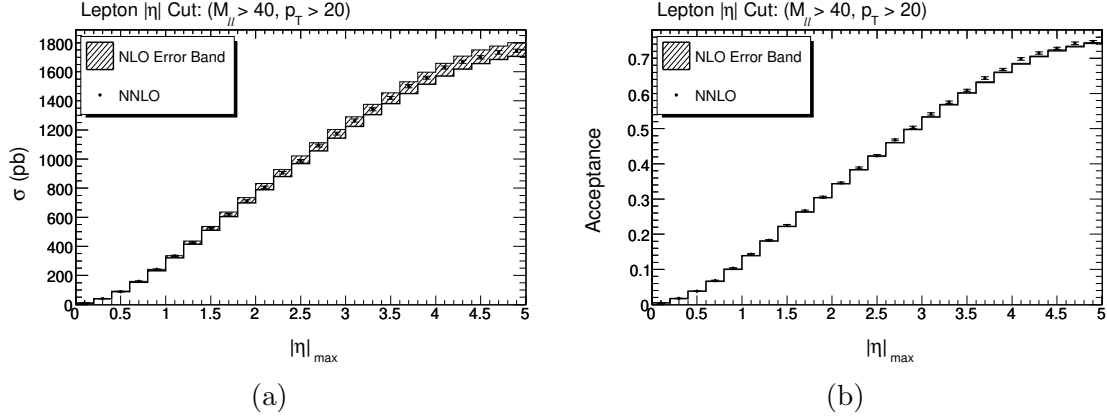 Lepton |η| Cut: (M_ll > 40, p_T > 20)
NLO Error Band
NNLO
σ (pb)
1800
1600
1400
1200
1000
800
600
400
200
0
0 0.5 1 1.5 2 2.5 3 3.5 4 4.5 5
|η|_max
(a)
Lepton |η| Cut: (M_ll > 40, p_T > 20)
NLO Error Band
NNLO
Acceptance
0.7
0.6
0.5
0.4
0.3
0.2
0.1
0
0 0.5 1 1.5 2 2.5 3 3.5 4 4.5 5
|η|_max
(b)